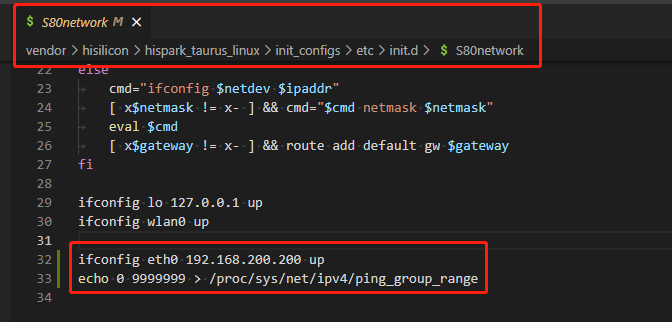 $ S80network M ×
vendor > hisilicon > hispark_taurus_linux > init_configs > etc > init.d > $ S80network
22 else
23 cmd="ifconfig $netdev $ipaddr"
24 [ x$netmask != x- ] && cmd="$cmd netmask $netmask"
25 eval $cmd
26 [ x$gateway != x- ] && route add default gw $gateway
27 fi
28
29 ifconfig lo 127.0.0.1 up
30 ifconfig wlan0 up
31
32 ifconfig eth0 192.168.200.200 up
33 echo 0 9999999 > /proc/sys/net/ipv4/ping_group_range
34